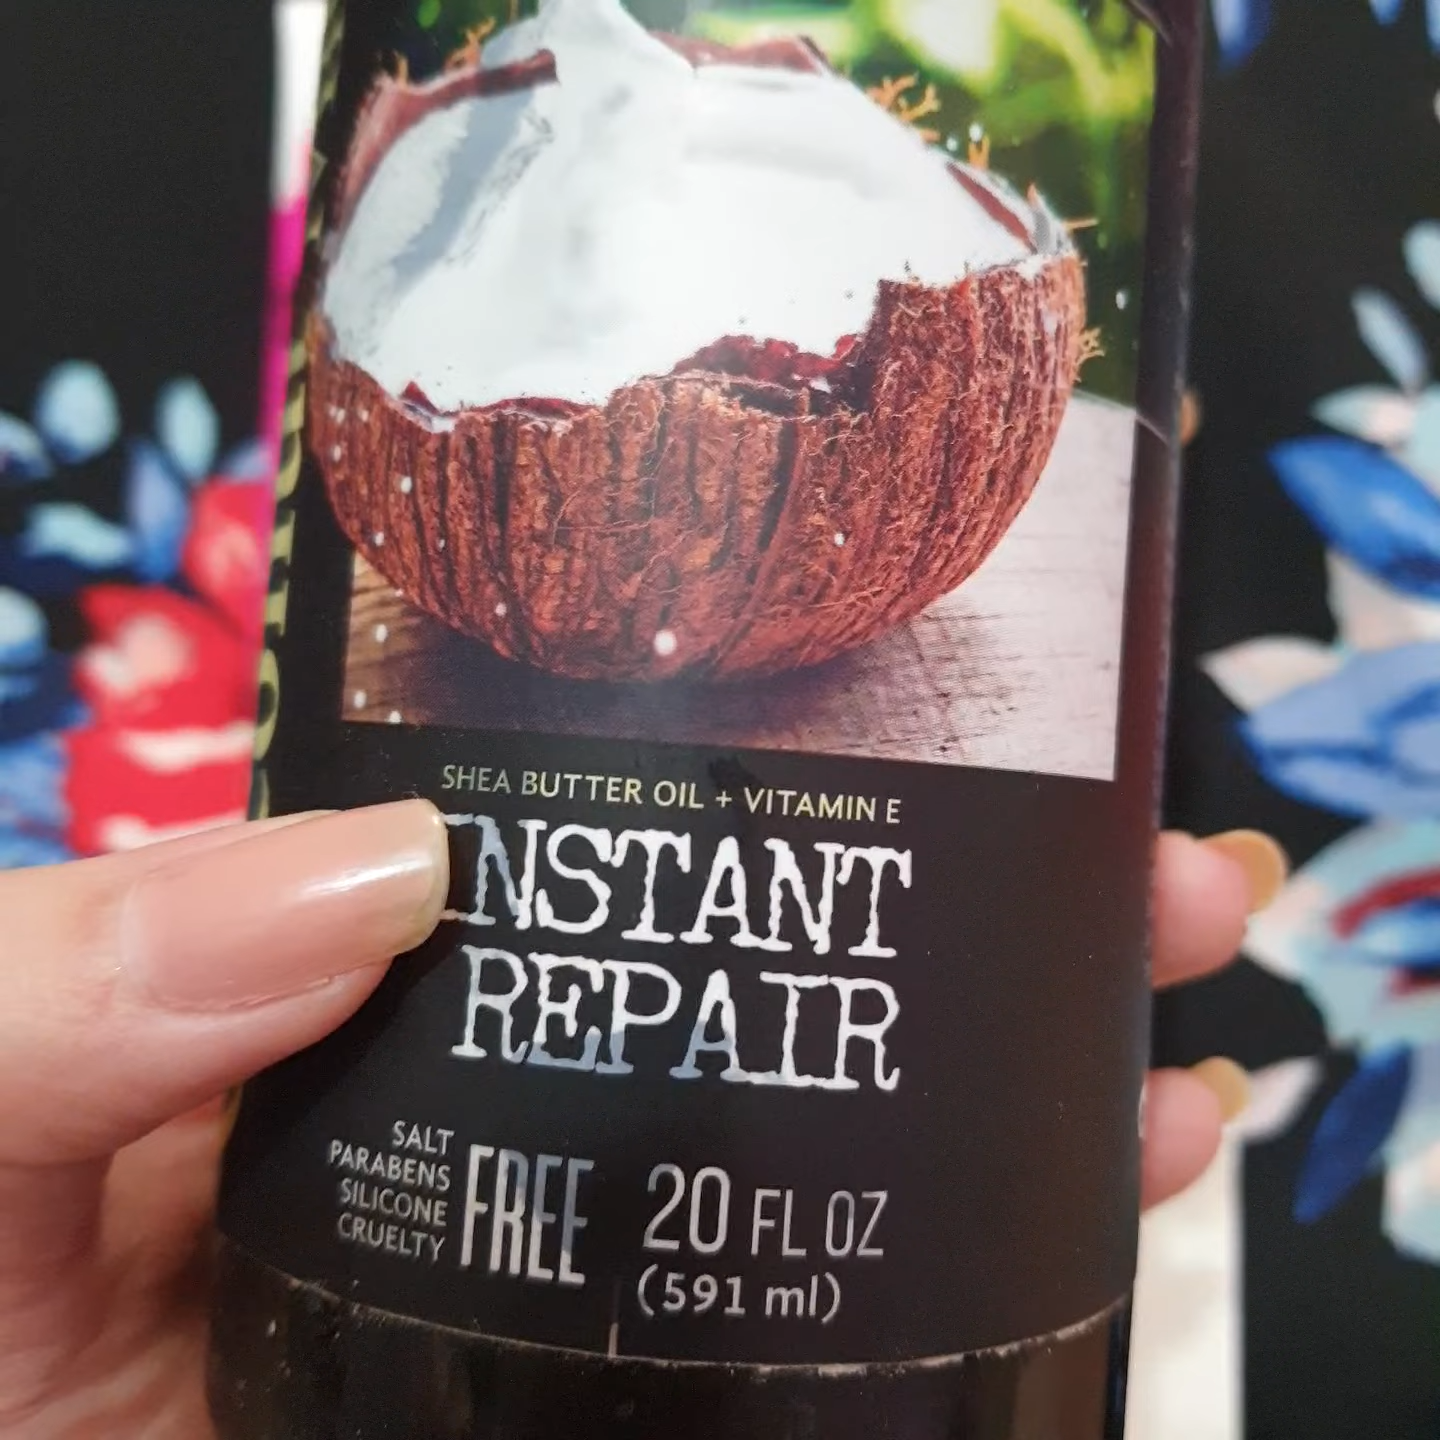 SHEA BUTTER OIL + VITAMIN E
INSTANT
REPAIR
SALT
PARABENS
SILICONE
CRUELTY
FREE
20 FL OZ
(591 ml)